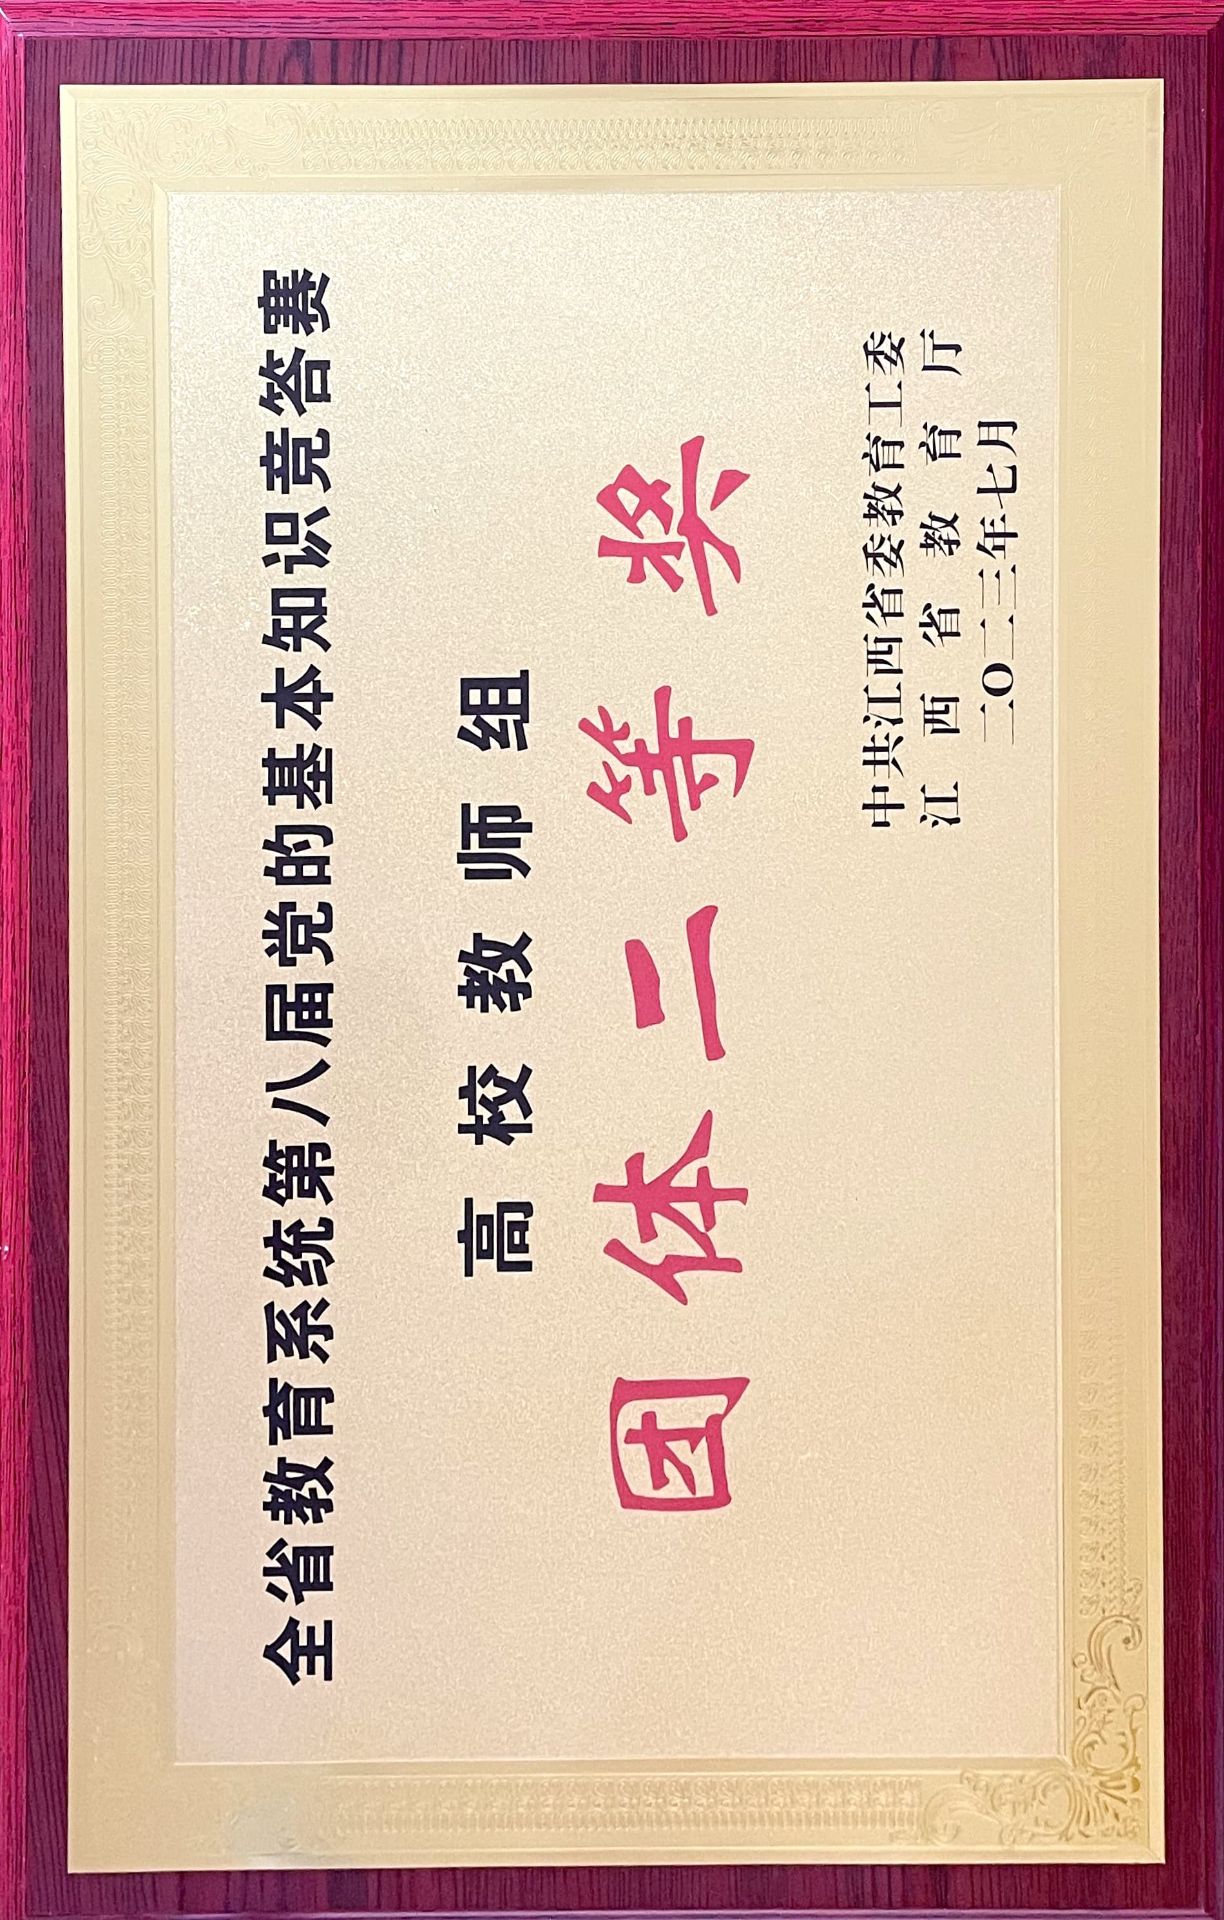 全省教育系统第八届党的基本知识竞答赛
高校教师组
团体二等奖
中共江西省委教育工委
江西省教育厅
二〇二三年七月